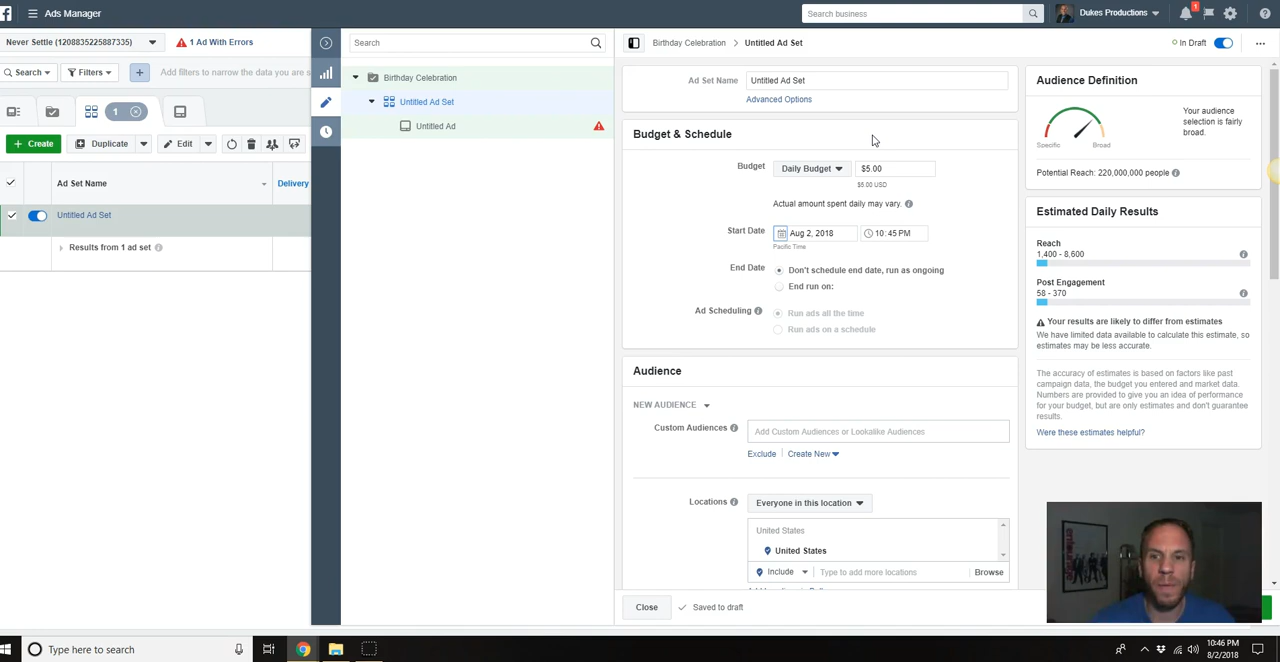 Ads Manager
Search business
Dukes Productions
1
Never Settle (1208835225887335)
1 Ad With Errors
Search
Birthday Celebration > Untitled Ad Set
In Draft
Search
Filters
Add filters to narrow the data you are s
1
Create
Duplicate
Edit
Ad Set Name
Delivery
Untitled Ad Set
Results from 1 ad set
Birthday Celebration
Untitled Ad Set
Untitled Ad
Ad Set Name
Untitled Ad Set
Advanced Options
Budget & Schedule
Budget
Daily Budget
$5.00
$5.00 USD
Actual amount spent daily may vary.
Start Date
Aug 2, 2018
10:45 PM
Pacific Time
End Date
Don't schedule end date, run as ongoing
End run on:
Ad Scheduling
Run ads all the time
Run ads on a schedule
Audience
NEW AUDIENCE
Custom Audiences
Add Custom Audiences or Lookalike Audiences
Exclude
Create New
Locations
Everyone in this location
United States
United States
Include
Type to add more locations
Browse
Close
Saved to draft
Audience Definition
Specific
Broad
Your audience
selection is fairly
broad.
Potential Reach: 220,000,000 people
Estimated Daily Results
Reach
1,400 - 8,600
Post Engagement
58 - 370
Your results are likely to differ from estimates
We have limited data available to calculate this estimate, so
estimates may be less accurate.
The accuracy of estimates is based on factors like past
campaign data, the budget you entered and market data.
Numbers are provided to give you an idea of performance
for your budget, but are only estimates and don't guarantee
results.
Were these estimates helpful?
Type here to search
10:46 PM
8/2/2018